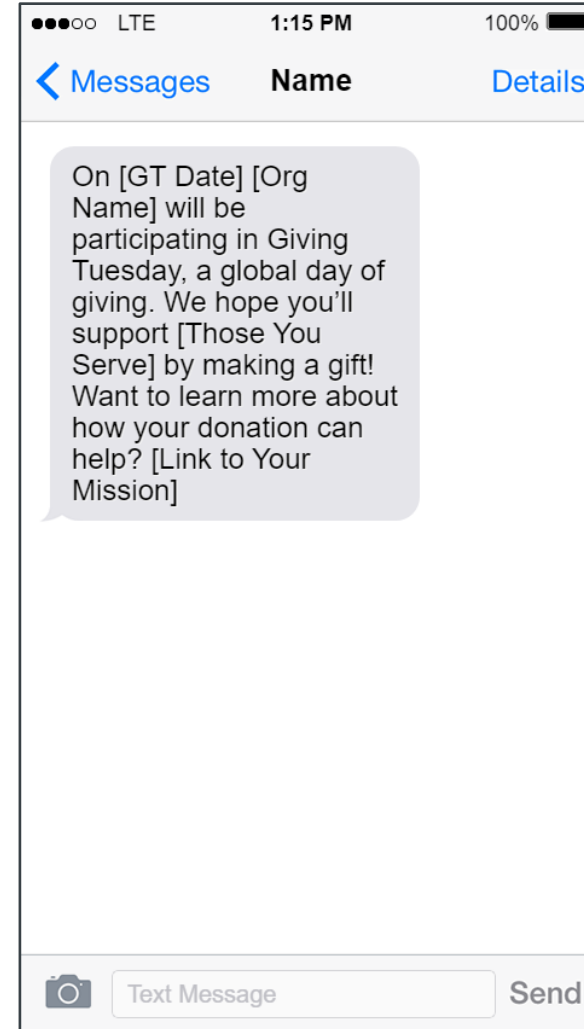 LTE 1:15 PM 100%
Messages Name Details
On [GT Date] [Org
Name] will be
participating in Giving
Tuesday, a global day of
giving. We hope you’ll
support [Those You
Serve] by making a gift!
Want to learn more about
how your donation can
help? [Link to Your
Mission]
Text Message Send